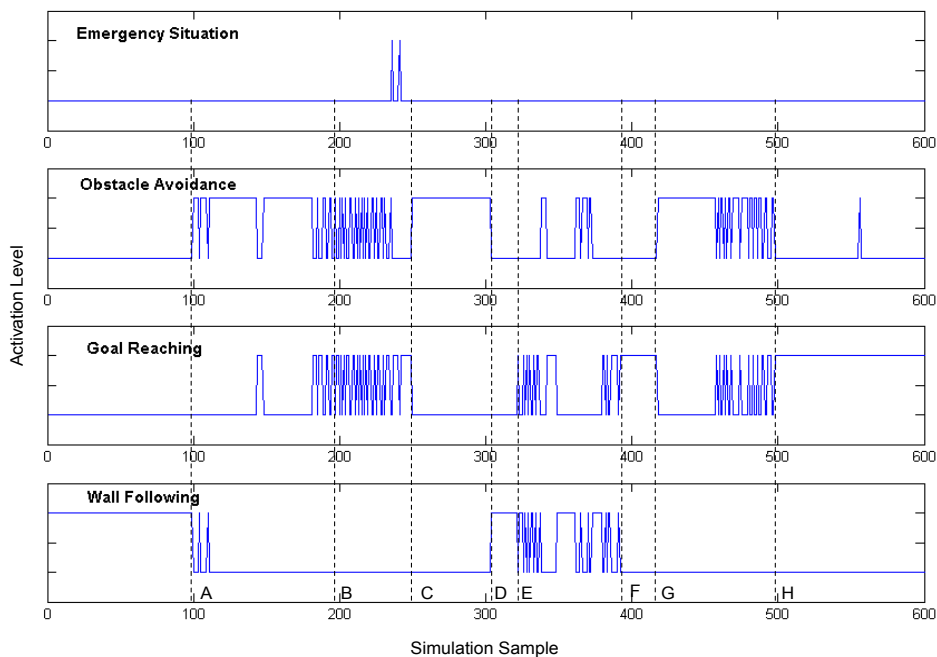 Emergency Situation
0 100 200 300 400 500 600
Obstacle Avoidance
0 100 200 300 400 500 600
Activation Level
Goal Reaching
0 100 200 300 400 500 600
Wall Following
A B C D E F G H
0 100 200 300 400 500 600
Simulation Sample